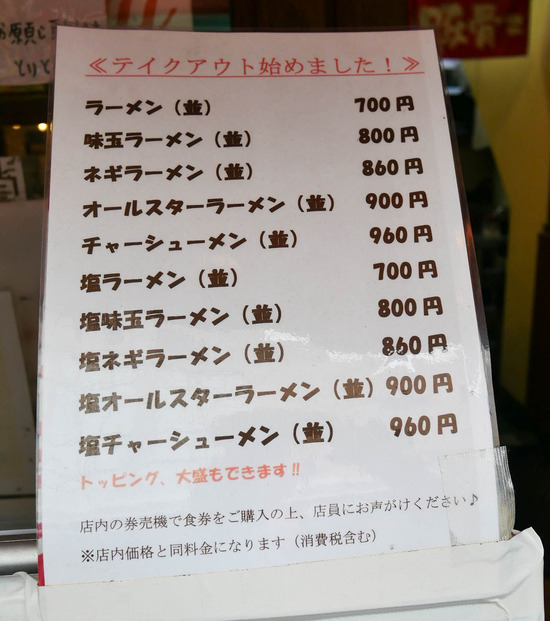 お願い
とりと
豚骨
≪テイクアウト始めました！≫
ラーメン（並） 700円
味玉ラーメン（並） 800円
ネギラーメン（並） 860円
オールスターラーメン（並） 900円
チャーシューメン（並） 960円
塩ラーメン（並） 700円
塩味玉ラーメン（並） 800円
塩ネギラーメン（並） 860円
塩オールスターラーメン（並） 900円
塩チャーシューメン（並） 960円
トッピング、大盛もできます!!
店内の券売機で食券をご購入の上、店員にお声がけください♪
※店内価格と同料金になります（消費税含む）